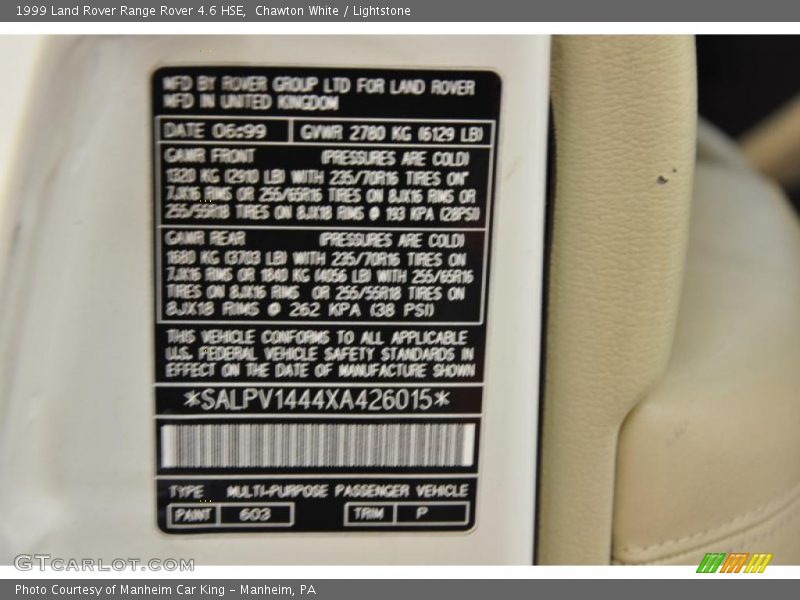 1999 Land Rover Range Rover 4.6 HSE,  Chawton White / Lightstone
MFD BY ROVER GROUP LTD FOR LAND ROVER
MFD IN UNITED KINGDOM
DATE 06:99 GVWR 2780 KG (6129 LB)
GAWR FRONT (PRESSURES ARE COLD)
1320 KG (2910 LB) WITH 235/70R16 TIRES ON
7JX16 RIMS OR 255/65R16 TIRES ON 8JX16 RIMS OR
255/55R18 TIRES ON 8JX18 RIMS @ 193 KPA (28PSI)
GAWR REAR (PRESSURES ARE COLD)
1680 KG (3703 LB) WITH 235/70R16 TIRES ON
7JX16 RIMS OR 1840 KG (4056 LB) WITH 255/65R16
TIRES ON 8JX16 RIMS OR 255/55R18 TIRES ON
8JX18 RIMS @ 262 KPA (38 PSI)
THIS VEHICLE CONFORMS TO ALL APPLICABLE
U.S. FEDERAL VEHICLE SAFETY STANDARDS IN
EFFECT ON THE DATE OF MANUFACTURE SHOWN
*SALPV1444XA426015*
TYPE MULTI-PURPOSE PASSENGER VEHICLE
PAINT 603 TRIM P
GTCARLOT.COM
Photo Courtesy of Manheim Car King - Manheim, PA